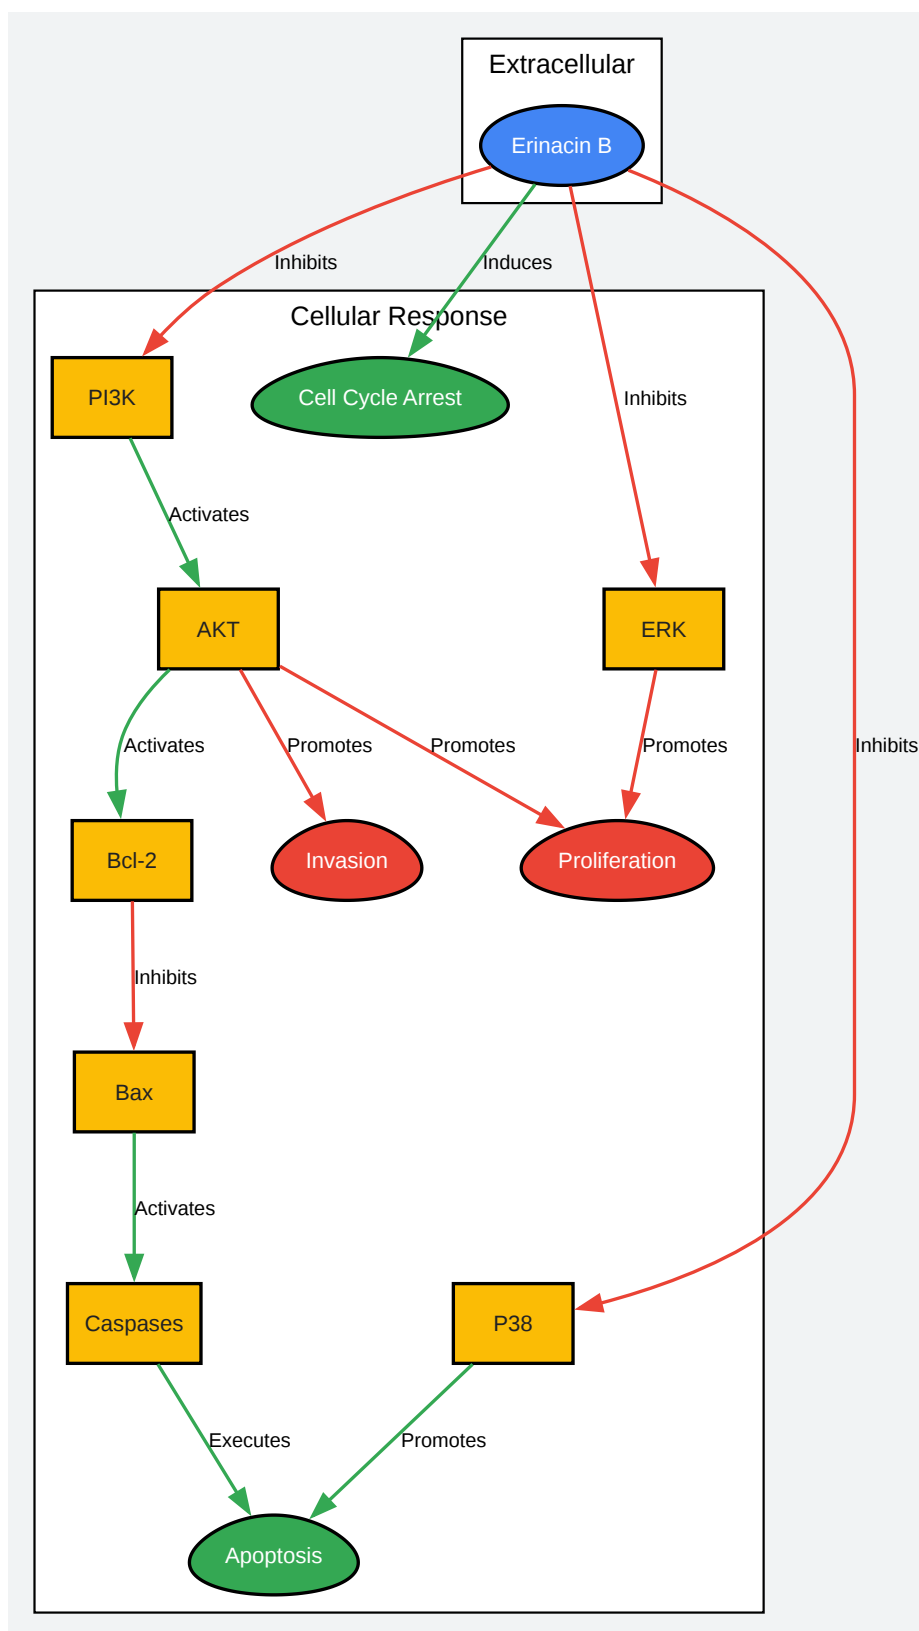 Extracellular
Erinacin B
Inhibits
Induces
Cellular Response
PI3K
Cell Cycle Arrest
Inhibits
Activates
AKT
ERK
Activates
Promotes
Promotes
Promotes
Inhibits
Bcl-2
Invasion
Proliferation
Inhibits
Bax
Activates
Caspases
P38
Executes
Promotes
Apoptosis